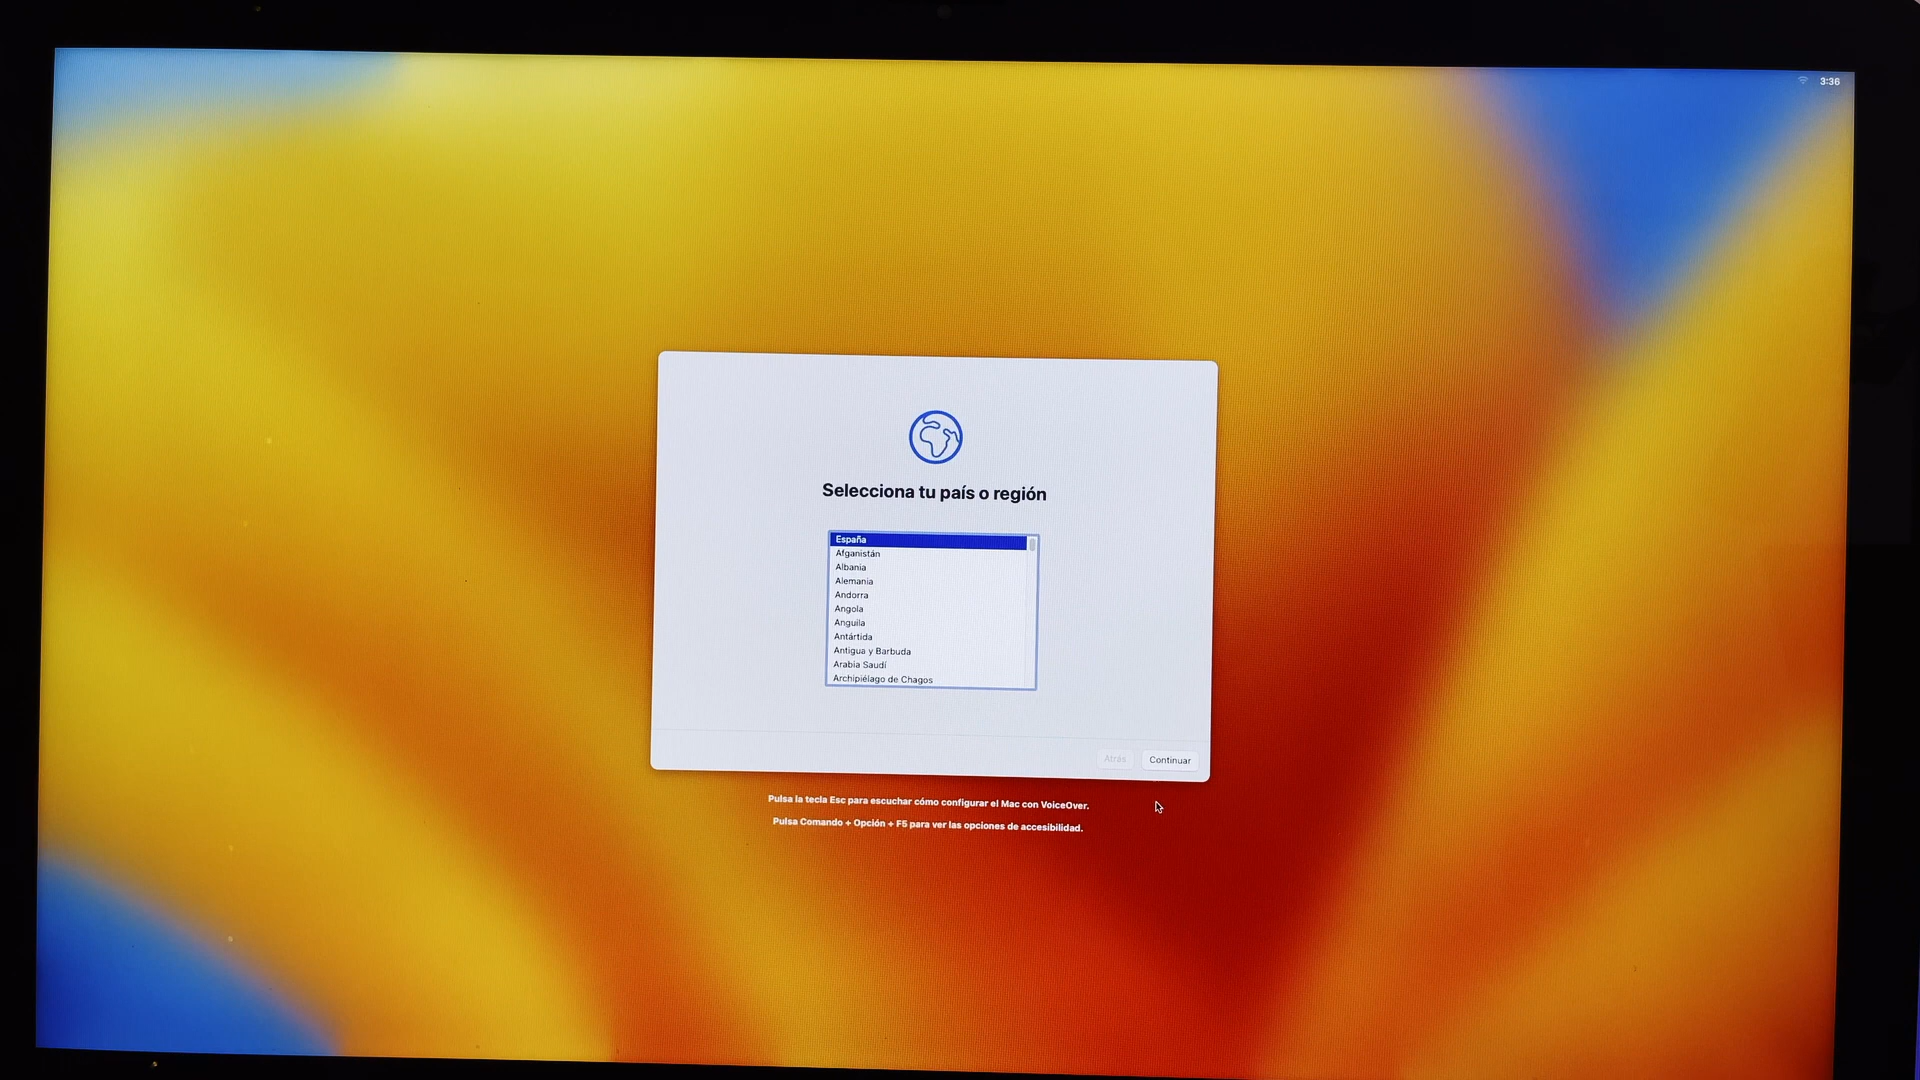 3:36
Selecciona tu país o región
España
Afganistán
Albania
Alemania
Andorra
Angola
Anguila
Antártida
Antigua y Barbuda
Arabia Saudí
Archipiélago de Chagos
Atrás
Continuar
Pulsa la tecla Esc para escuchar cómo configurar el Mac con VoiceOver.
Pulsa Comando + Opción + F5 para ver las opciones de accesibilidad.